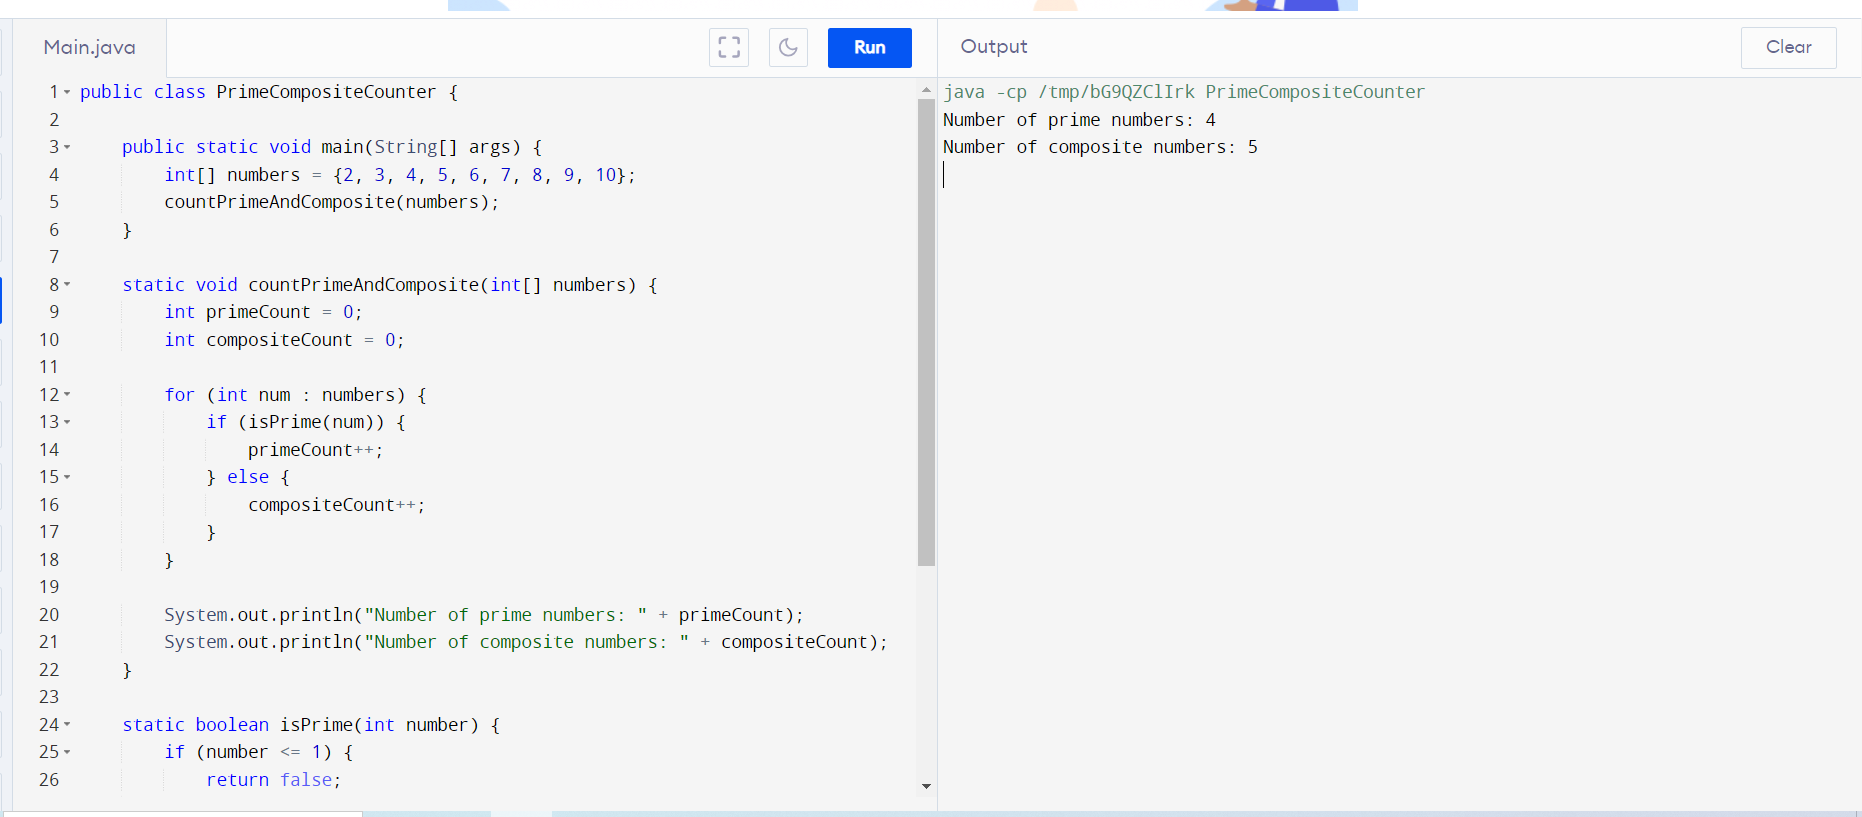 Main.java
Run
Output
Clear
1 public class PrimeCompositeCounter {
2
3     public static void main(String[] args) {
4         int[] numbers = {2, 3, 4, 5, 6, 7, 8, 9, 10};
5         countPrimeAndComposite(numbers);
6     }
7
8     static void countPrimeAndComposite(int[] numbers) {
9         int primeCount = 0;
10         int compositeCount = 0;
11
12         for (int num : numbers) {
13             if (isPrime(num)) {
14                 primeCount++;
15             } else {
16                 compositeCount++;
17             }
18         }
19
20         System.out.println("Number of prime numbers: " + primeCount);
21         System.out.println("Number of composite numbers: " + compositeCount);
22     }
23
24     static boolean isPrime(int number) {
25         if (number <= 1) {
26             return false;
java -cp /tmp/bG9QZClIrk PrimeCompositeCounter
Number of prime numbers: 4
Number of composite numbers: 5